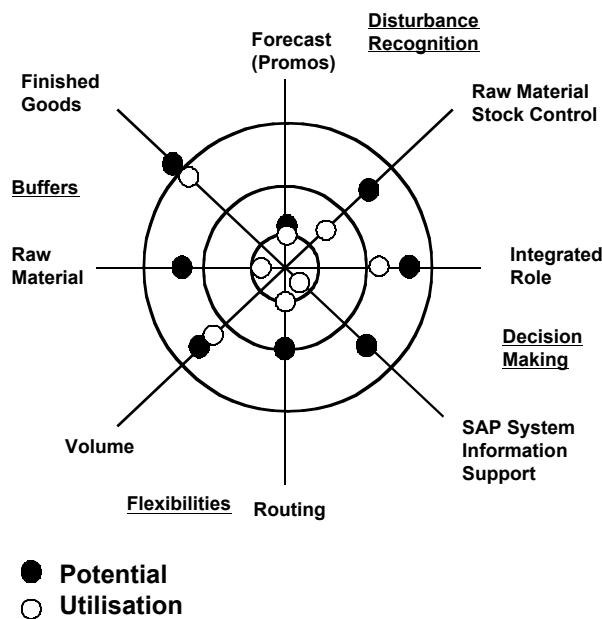 Disturbance
Recognition
Forecast
(Promos)
Finished
Goods
Raw Material
Stock Control
Buffers
Raw
Material
Integrated
Role
Decision
Making
Volume
SAP System
Information
Support
Flexibilities
Routing
Potential
Utilisation